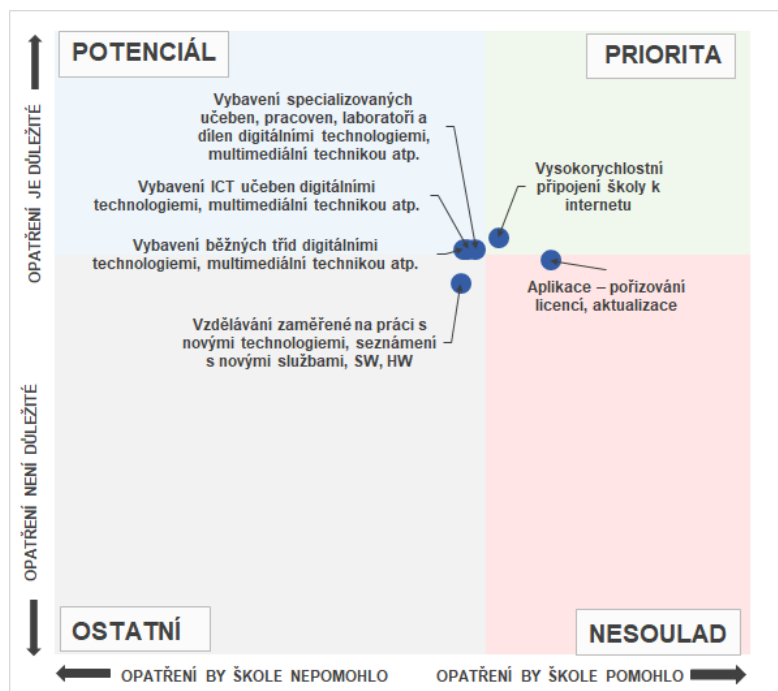 POTENCIÁL
PRIORITA
Vybavení specializovaných
učeben, pracoven, laboratoří a
dílen digitálními technologiemi,
multimediální technikou atp.
Vysokorychlostní
připojení školy k
internetu
Vybavení ICT učeben digitálními
technologiemi, multimediální technikou atp.
Vybavení běžných tříd digitálními
technologiemi, multimediální technikou atp.
Aplikace – pořizování
licencí, aktualizace
Vzdělávání zaměřené na práci s
novými technologiemi, seznámení
s novými službami, SW, HW
OPATŘENÍ JE DŮLEŽITÉ
OPATŘENÍ NENÍ DŮLEŽITÉ
OSTATNÍ
NESOULAD
OPATŘENÍ BY ŠKOLE NEPOMOHLO
OPATŘENÍ BY ŠKOLE POMOHLO